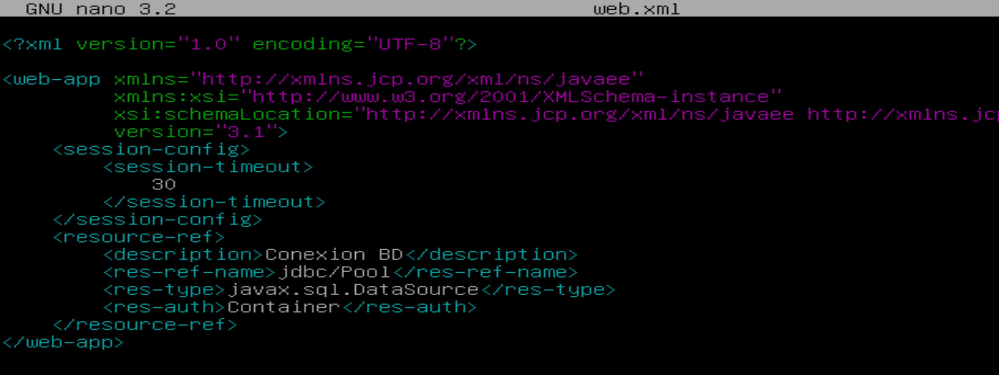 GNU nano 3.2 web.xml
<?xml version="1.0" encoding="UTF-8"?>
<web-app xmlns="http://xmlns.jcp.org/xml/ns/javaee"
xmlns:xsi="http://www.w3.org/2001/XMLSchema-instance"
xsi:schemaLocation="http://xmlns.jcp.org/xml/ns/javaee http://xmlns.jcp
version="3.1">
<session-config>
<session-timeout>
30
</session-timeout>
</session-config>
<resource-ref>
<description>Conexion BD</description>
<res-ref-name>jdbc/Pool</res-ref-name>
<res-type>javax.sql.DataSource</res-type>
<res-auth>Container</res-auth>
</resource-ref>
</web-app>